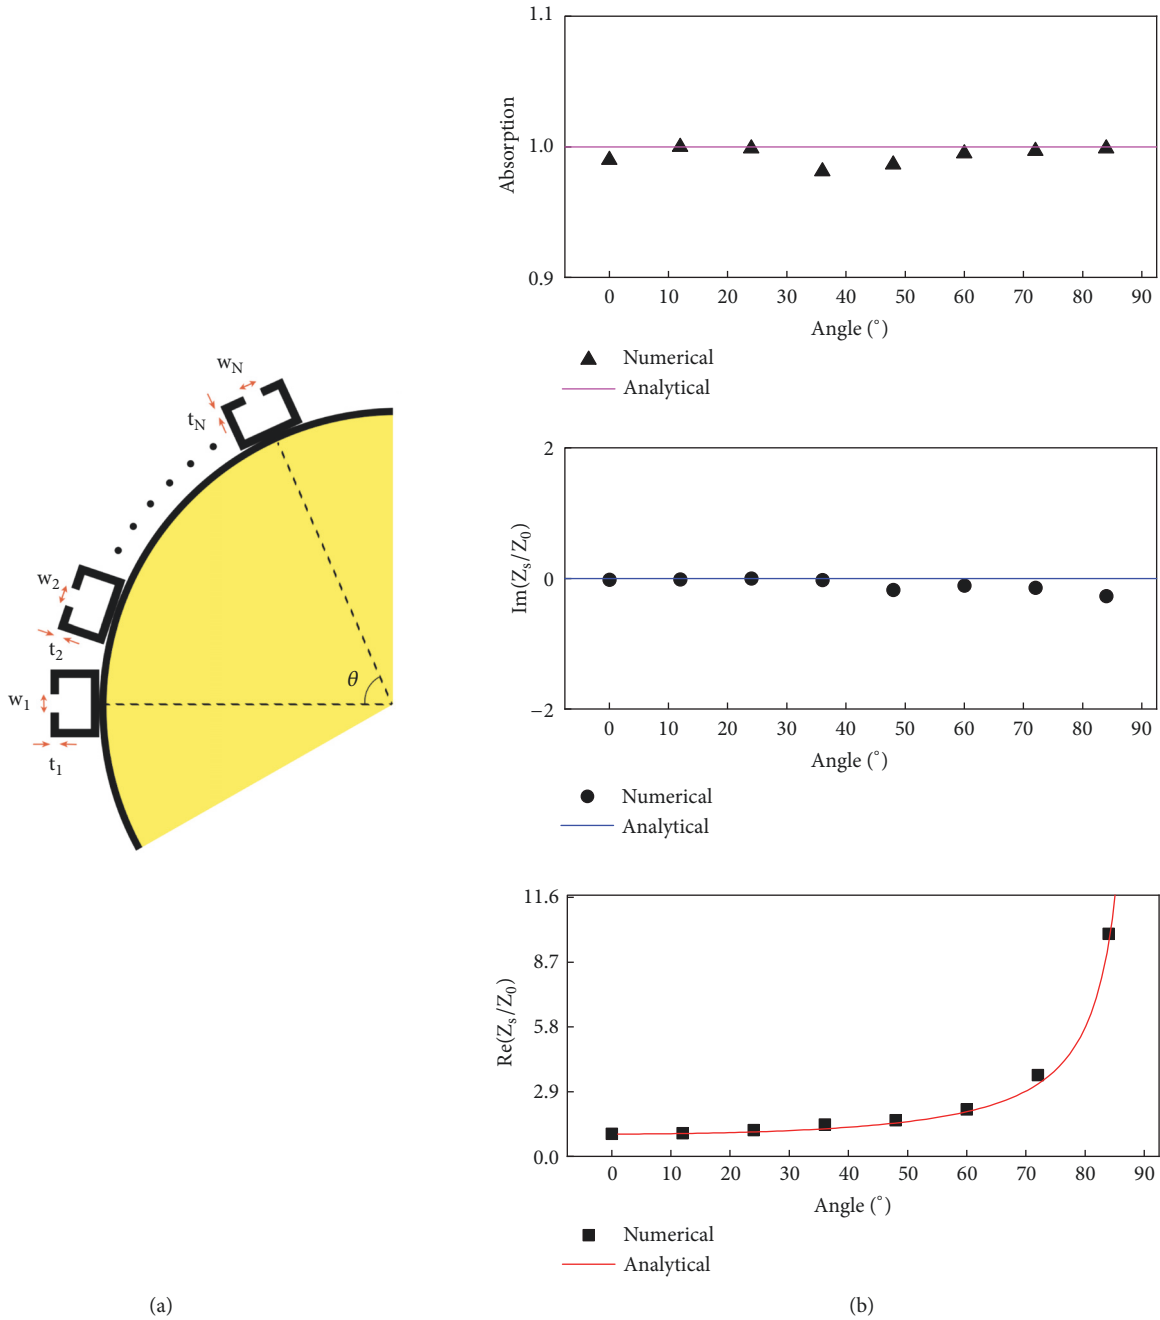 w_N
t_N
w_2
t_2
w_1
t_1
θ
(a)
1.1
1.0
0.9
Absorption
0 10 20 30 40 50 60 70 80 90
Angle (°)
Numerical
Analytical
2
0
−2
Im(Z_s/Z_0)
0 10 20 30 40 50 60 70 80 90
Angle (°)
Numerical
Analytical
11.6
8.7
5.8
2.9
0.0
Re(Z_s/Z_0)
0 10 20 30 40 50 60 70 80 90
Angle (°)
Numerical
Analytical
(b)